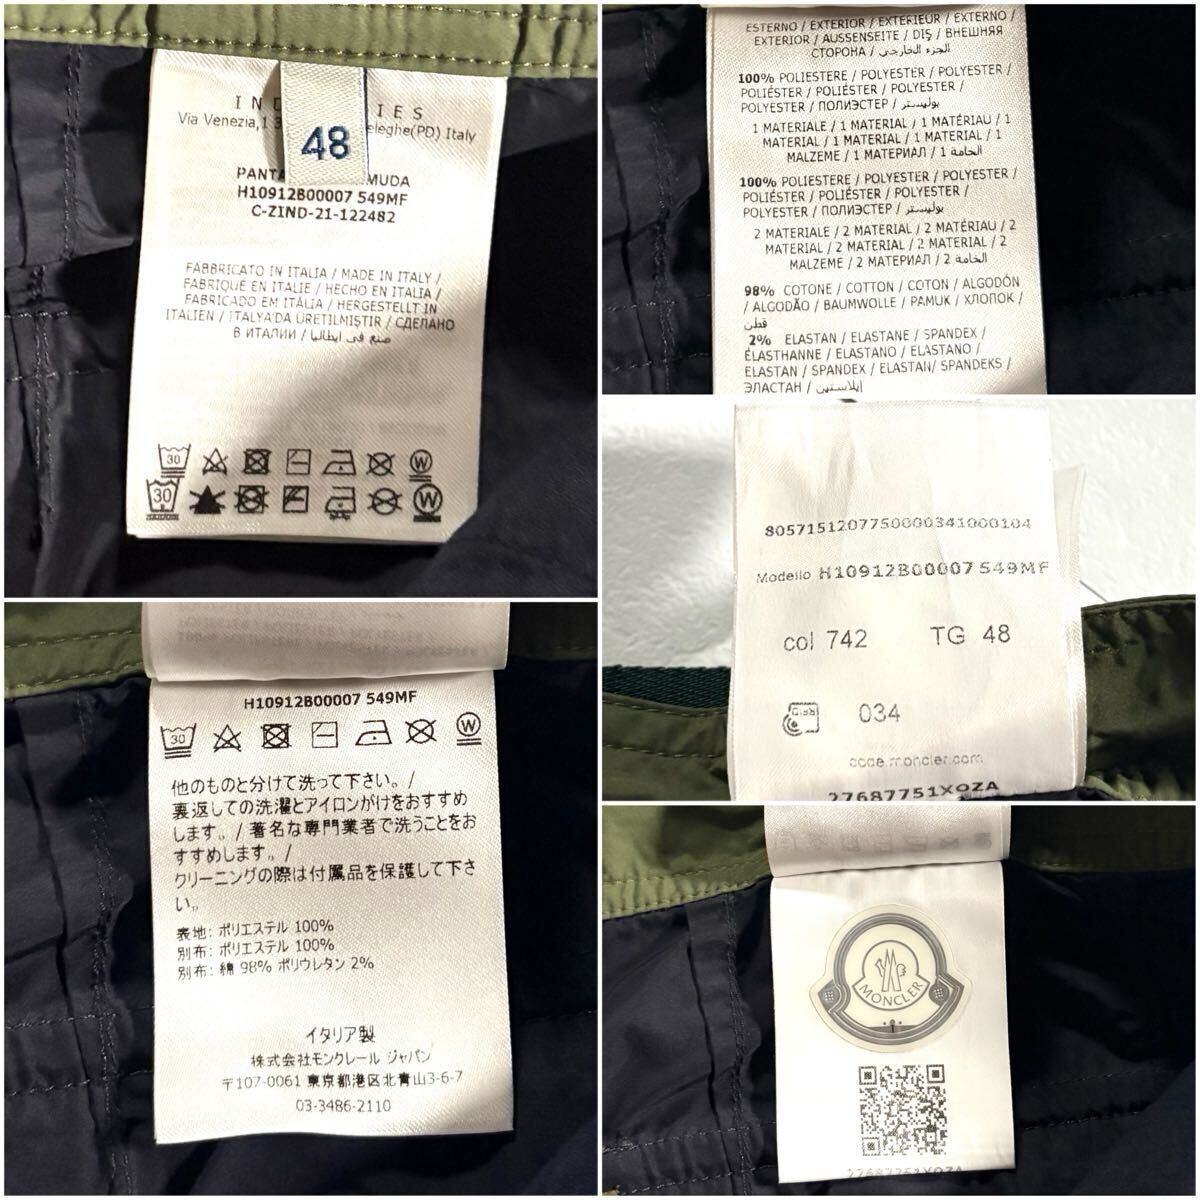 48
Via Venezia,1
eleghe(PD) Italy
H10912B00007 549MF
C-ZIND-21-122482
FABBRICATO IN ITALIA / MADE IN ITALY /
FABRIQUÉ EN ITALIE / HECHO EN ITALIA /
FABRICADO EM ITÁLIA / HERGESTELLT IN
ITALIEN / ITALYA'DA ÜRETILMIŞTIR / СДЕЛАНО
В ИТАЛИИ / صنع في ايطاليا
30
W
30
W
ESTERNO / EXTERIOR / EXTERIEUR / EXTERNO /
EXTERIOR / AUSSENSEITE / DIŞ / ВНЕШНЯЯ
СТОРОНА / الجزء الخارجي
100% POLIESTERE / POLYESTER / POLYESTER /
POLIÉSTER / POLIÉSTER / POLYESTER /
POLYESTER / ПОЛИЭСТЕР / بوليستر
1 MATERIALE / 1 MATERIAL / 1 MATÉRIAU / 1
MATERIAL / 1 MATERIAL / 1 MATERIAL / 1
MALZEME / 1 МАТЕРИАЛ / 1 الخامة
100% POLIESTERE / POLYESTER / POLYESTER /
POLIÉSTER / POLIÉSTER / POLYESTER /
POLYESTER / ПОЛИЭСТЕР / بوليستر
2 MATERIALE / 2 MATERIAL / 2 MATÉRIAU / 2
MATERIAL / 2 MATERIAL / 2 MATERIAL / 2
MALZEME / 2 МАТЕРИАЛ / 2 الخامة
98% COTONE / COTTON / COTON / ALGODÓN
/ ALGODÃO / BAUMWOLLE / PAMUK / ХЛОПОК /
قطن
2% ELASTAN / ELASTANE / SPANDEX /
ÉLASTHANNE / ELASTANO / ELASTANO /
ELASTAN / SPANDEX / ELASTAN/ SPANDEKS /
ЭЛАСТАН / إيلاستين
8057151207750000341000104
Modello H10912B00007 549MF
col 742 TG 48
034
code.moncler.com
27687751XOZA
H10912B00007 549MF
30
W
他のものと分けて洗って下さい。/
裏返しての洗濯とアイロンがけをおすすめ
します。/ 著名な専門業者で洗うことをお
すすめします。/
クリーニングの際は付属品を保護して下さ
い。
表地: ポリエステル 100%
別布: ポリエステル 100%
別布: 綿 98% ポリウレタン 2%
イタリア製
株式会社モンクレール ジャパン
〒107-0061 東京都港区北青山3-6-7
03-3486-2110
MONCLER
27687751XOZA